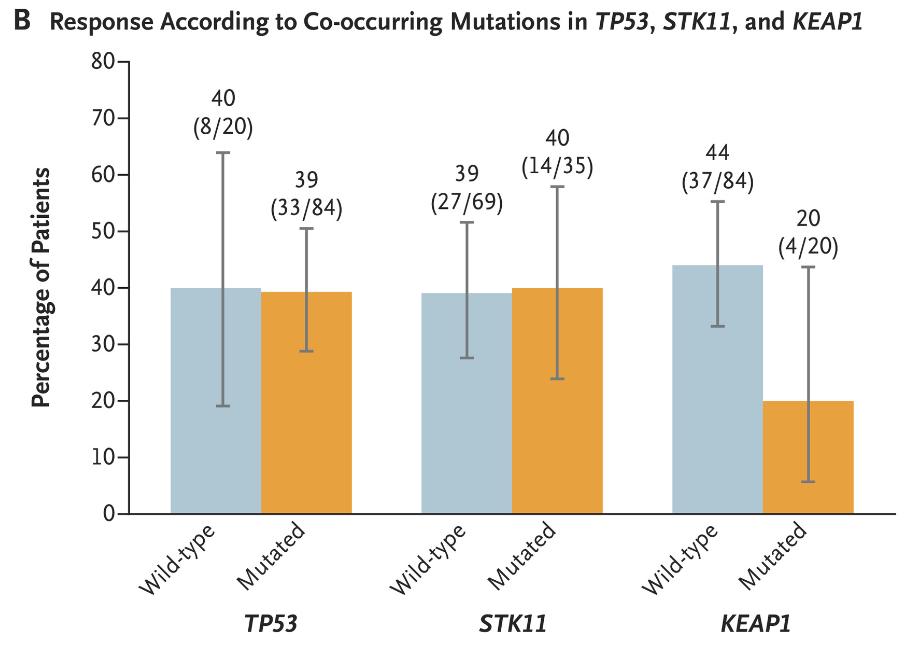 B Response According to Co-occurring Mutations in TP53, STK11, and KEAP1
Percentage of Patients
80
70
60
50
40
30
20
10
0
40
(8/20)
39
(33/84)
39
(27/69)
40
(14/35)
44
(37/84)
20
(4/20)
Wild-type
Mutated
Wild-type
Mutated
Wild-type
Mutated
TP53
STK11
KEAP1